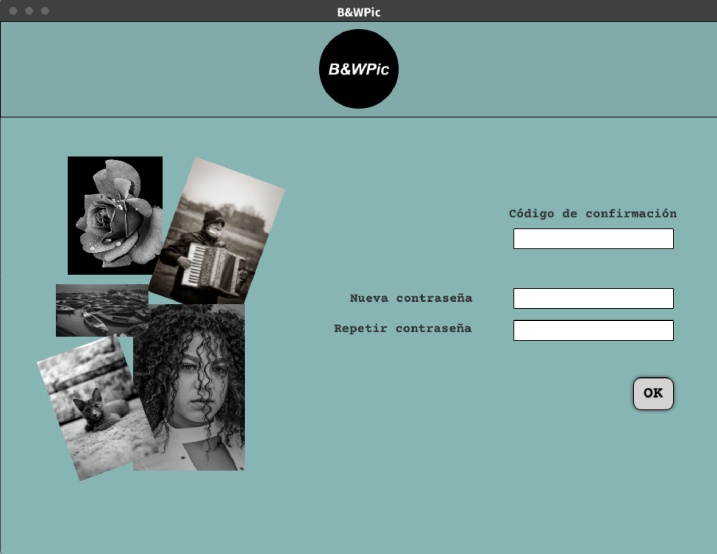 B&WPic
B&WPic
Código de confirmación
Nueva contraseña
Repetir contraseña
OK